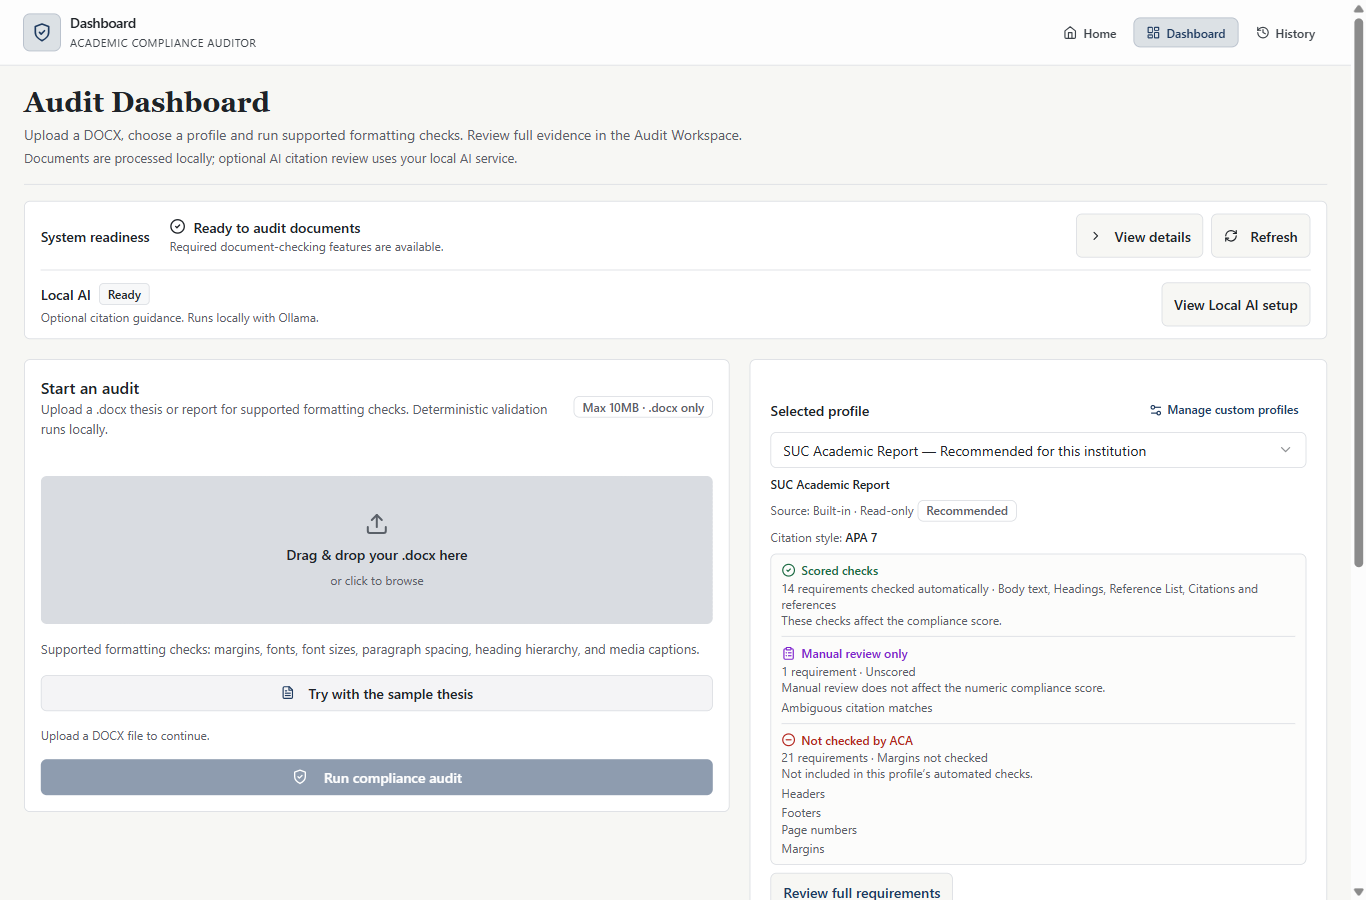 Dashboard
ACADEMIC COMPLIANCE AUDITOR
Home
Dashboard
History
Audit Dashboard
Upload a DOCX, choose a profile and run supported formatting checks. Review full evidence in the Audit Workspace.
Documents are processed locally; optional AI citation review uses your local AI service.
System readiness
Ready to audit documents
Required document-checking features are available.
View details
Refresh
Local AI
Ready
Optional citation guidance. Runs locally with Ollama.
View Local AI setup
Start an audit
Upload a .docx thesis or report for supported formatting checks. Deterministic validation
runs locally.
Max 10MB · .docx only
Drag & drop your .docx here
or click to browse
Supported formatting checks: margins, fonts, font sizes, paragraph spacing, heading hierarchy, and media captions.
Try with the sample thesis
Upload a DOCX file to continue.
Run compliance audit
Selected profile
Manage custom profiles
SUC Academic Report — Recommended for this institution
SUC Academic Report
Source: Built-in · Read-only
Recommended
Citation style: APA 7
Scored checks
14 requirements checked automatically · Body text, Headings, Reference List, Citations and
references
These checks affect the compliance score.
Manual review only
1 requirement · Unscored
Manual review does not affect the numeric compliance score.
Ambiguous citation matches
Not checked by ACA
21 requirements · Margins not checked
Not included in this profile's automated checks.
Headers
Footers
Page numbers
Margins
Review full requirements